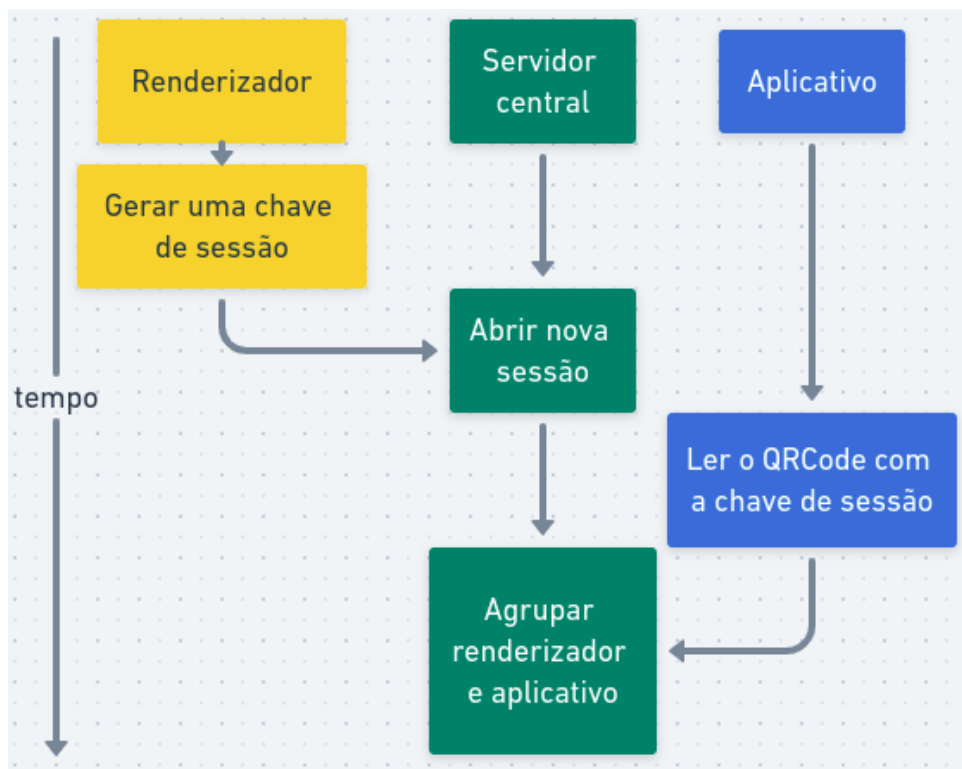 Renderizador
Servidor
central
Aplicativo
Gerar uma chave
de sessão
Abrir nova
sessão
tempo
Ler o QRCode com
a chave de sessão
Agrupar
renderizador
e aplicativo